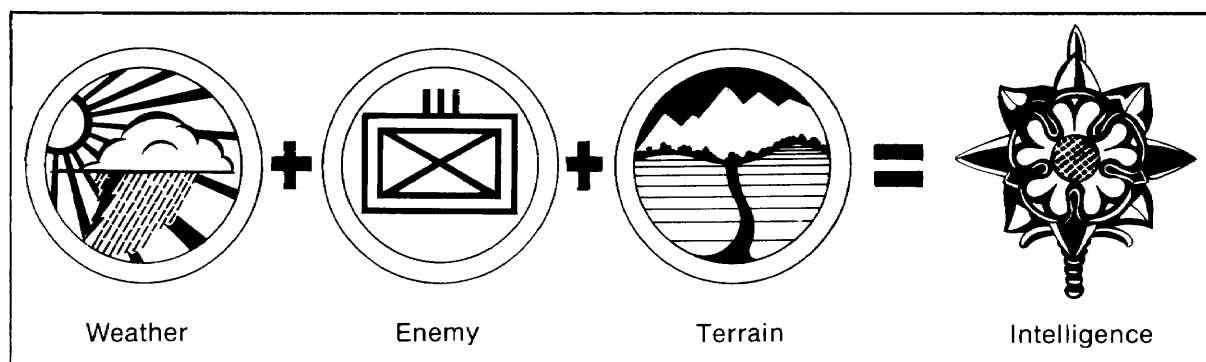 Weather + Enemy + Terrain = Intelligence